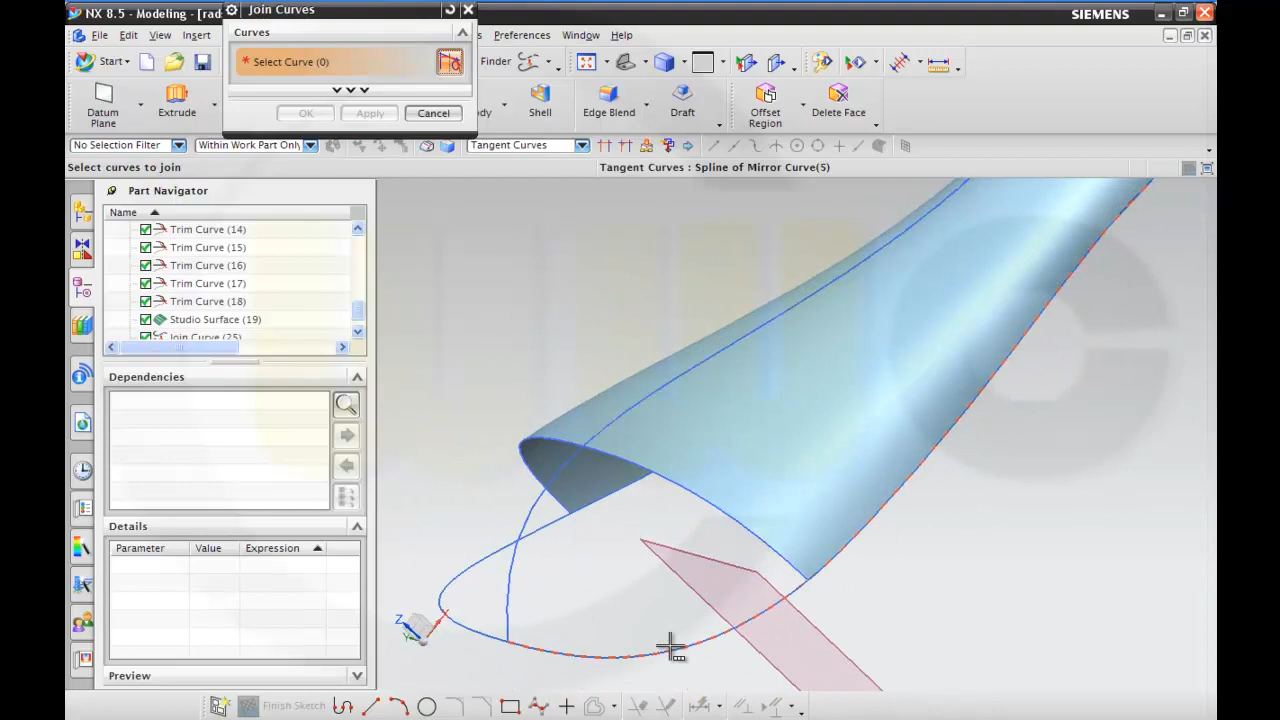 NX 8.5 - Modeling - [rad
Join Curves
SIEMENS
File Edit View Insert
Preferences Window Help
Curves
* Select Curve (0)
Start
Finder
OK Apply Cancel
Datum Plane
Extrude
Shell
Edge Blend
Draft
Offset Region
Delete Face
No Selection Filter
Within Work Part Only
Tangent Curves
Select curves to join
Tangent Curves : Spline of Mirror Curve(5)
Part Navigator
Name
Trim Curve (14)
Trim Curve (15)
Trim Curve (16)
Trim Curve (17)
Trim Curve (18)
Studio Surface (19)
Join Curve (25)
Dependencies
Details
Parameter Value Expression
Preview
Z
Y
X
Finish Sketch